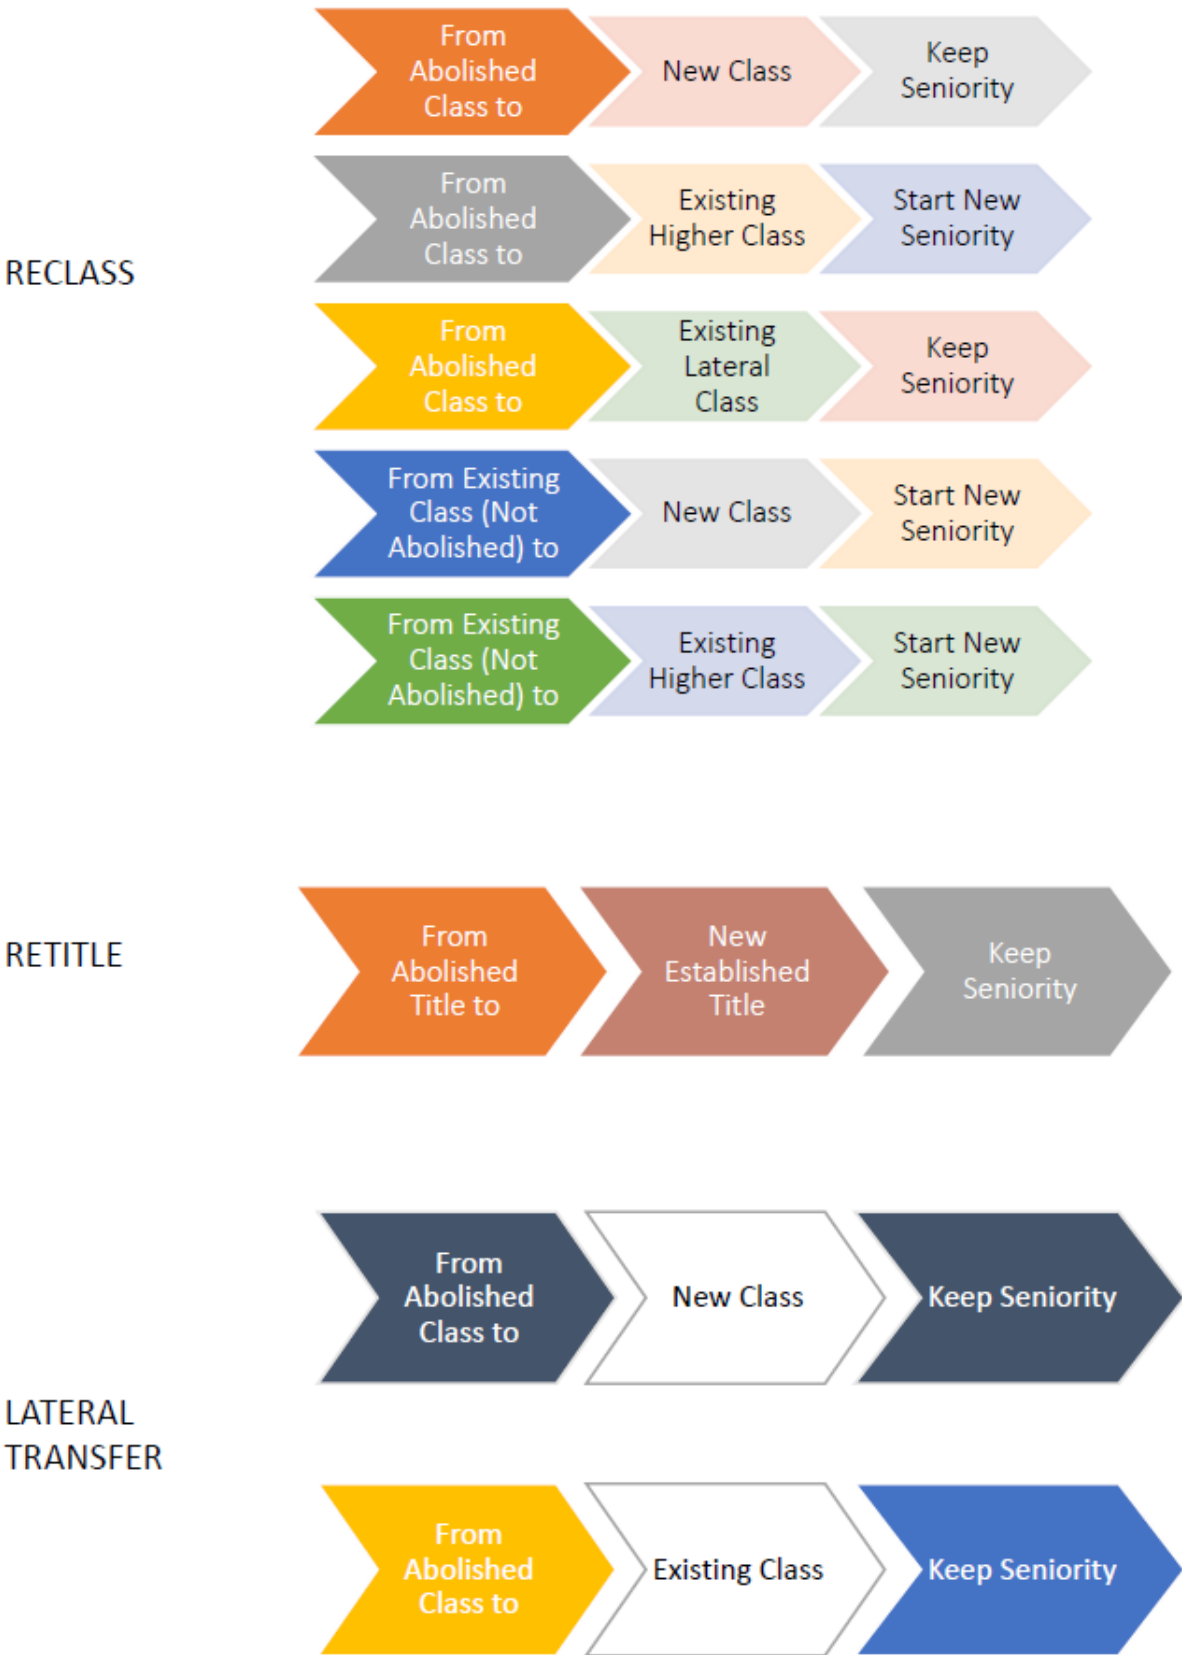 From
Abolished
Class to
New Class
Keep
Seniority
From
Abolished
Class to
Existing
Higher Class
Start New
Seniority
RECLASS
From
Abolished
Class to
Existing
Lateral
Class
Keep
Seniority
From Existing
Class (Not
Abolished) to
New Class
Start New
Seniority
From Existing
Class (Not
Abolished) to
Existing
Higher Class
Start New
Seniority
RETITLE
From
Abolished
Title to
New
Established
Title
Keep
Seniority
From
Abolished
Class to
New Class
Keep Seniority
LATERAL
TRANSFER
From
Abolished
Class to
Existing Class
Keep Seniority